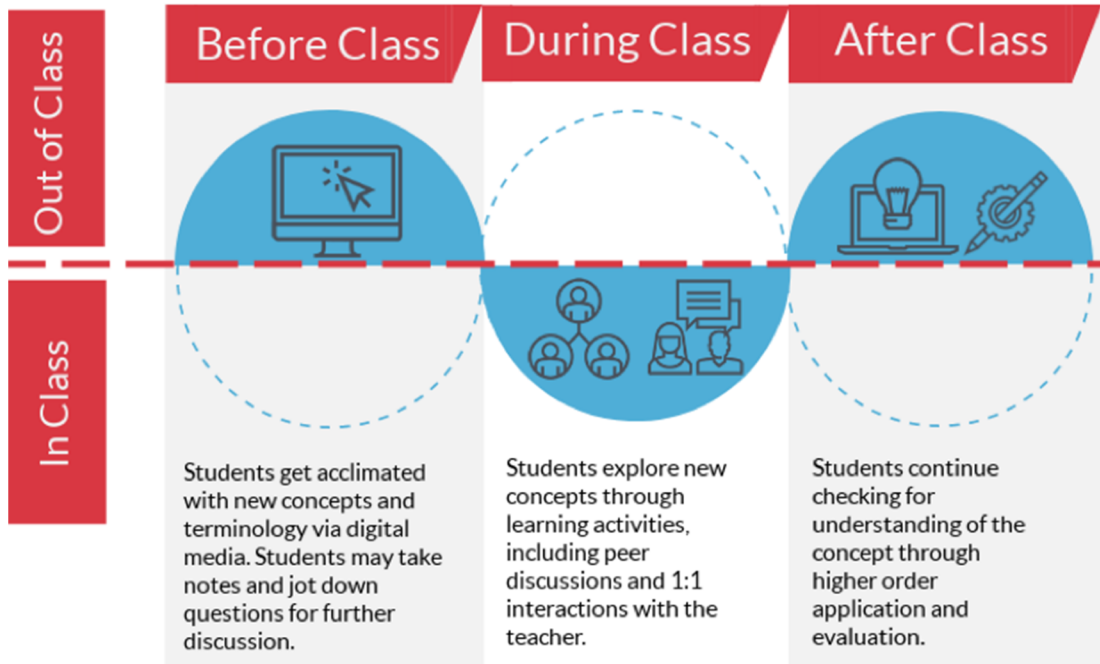 Out of Class
In Class
Before Class
During Class
After Class
Students get acclimated
with new concepts and
terminology via digital
media. Students may take
notes and jot down
questions for further
discussion.
Students explore new
concepts through
learning activities,
including peer
discussions and 1:1
interactions with the
teacher.
Students continue
checking for
understanding of the
concept through
higher order
application and
evaluation.